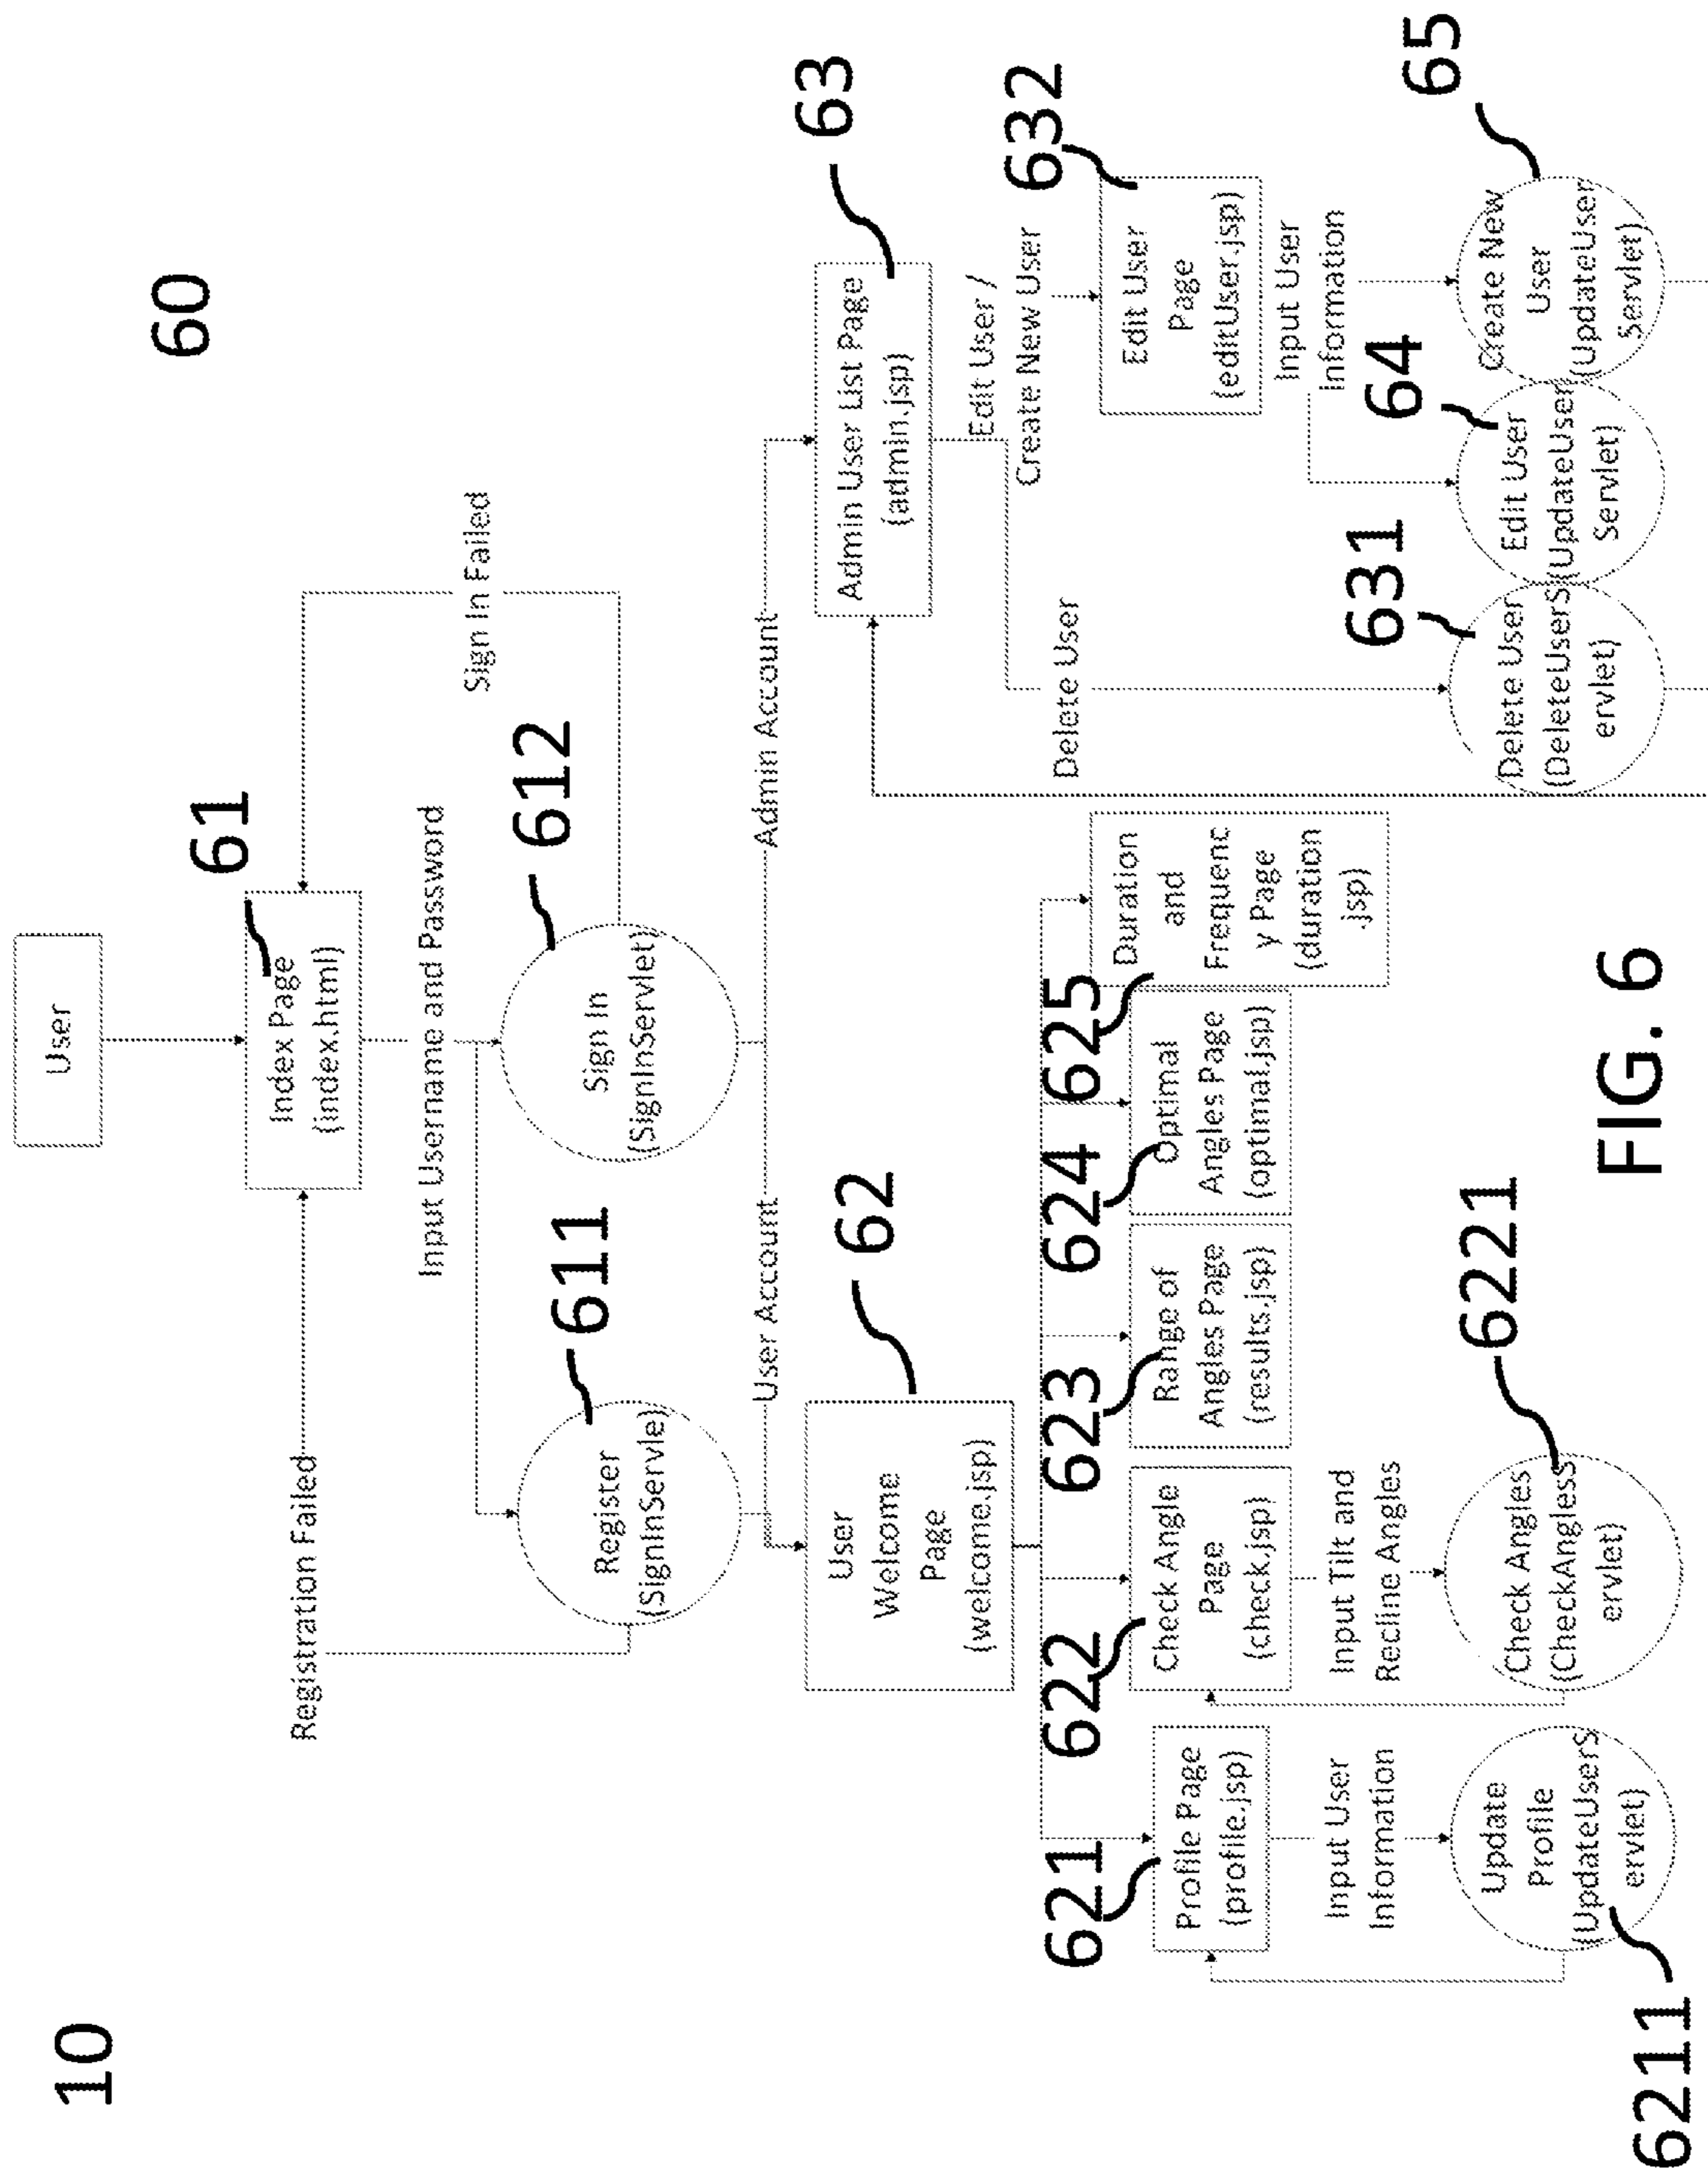 10
60
User
61
Index Page
(index.html)
Registration Failed
Sign In Failed
Input Username and Password
611
612
Register
(SignInServle)
Sign In
(SignInServlet)
User Account
Admin Account
62
63
User
Welcome
Page
(welcome.jsp)
Admin User List Page
(admin.jsp)
Delete User
Edit User /
Create New User
632
Edit User
Page
(editUser.jsp)
Input User
Information
621
622
623
624
625
Profile Page
(profile.jsp)
Check Angle
Page
(check.jsp)
Range of
Angles Page
(results.jsp)
Optimal
Angles Page
(optimal.jsp)
Duration
and
Frequenc
y Page
(duration
.jsp)
Input User
Information
Input Tilt and
Recline Angles
6211
Update
Profile
(UpdateUserS
ervlet)
6221
Check Angles
(CheckAngless
ervlet)
631
Delete User
(DeleteUserS
ervlet)
64
Edit User
(UpdateUser
Servlet)
65
Create New
User
(UpdateUser
Servlet)
FIG. 6